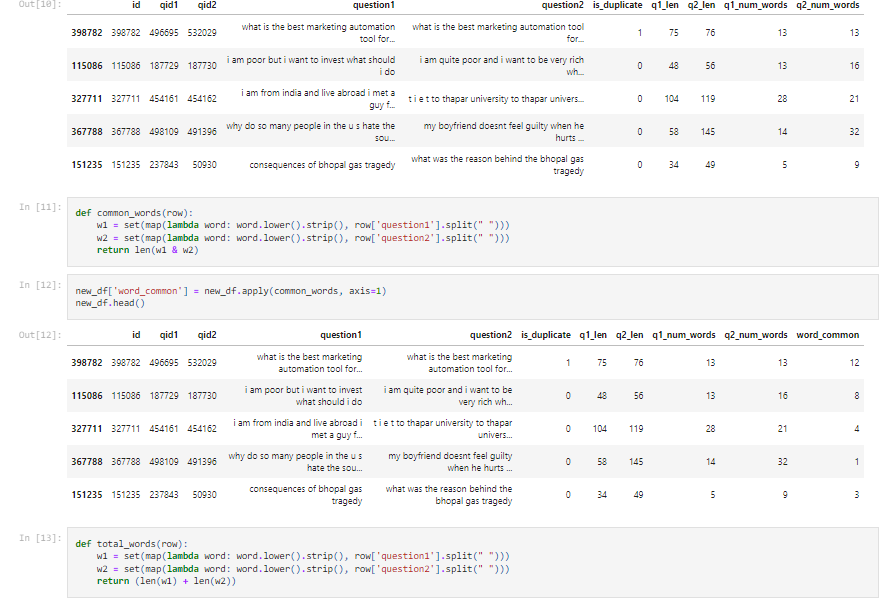 Out[10]: id qid1 qid2 question1 question2 is_duplicate q1_len q2_len q1_num_words q2_num_words
398782 398782 496695 532029 what is the best marketing automation tool for... what is the best marketing automation tool for... 1 75 76 13 13
115086 115086 187729 187730 i am poor but i want to invest what should i do i am quite poor and i want to be very rich wh... 0 48 56 13 16
327711 327711 454161 454162 i am from india and live abroad i met a guy f... t i e t to thapar university to thapar univers... 0 104 119 28 21
367788 367788 498109 491396 why do so many people in the u s hate the sou... my boyfriend doesnt feel guilty when he hurts ... 0 58 145 14 32
151235 151235 237843 50930 consequences of bhopal gas tragedy what was the reason behind the bhopal gas tragedy 0 34 49 5 9
In [11]: def common_words(row):
    w1 = set(map(lambda word: word.lower().strip(), row['question1'].split(" ")))
    w2 = set(map(lambda word: word.lower().strip(), row['question2'].split(" ")))
    return len(w1 & w2)
In [12]: new_df['word_common'] = new_df.apply(common_words, axis=1)
new_df.head()
Out[12]: id qid1 qid2 question1 question2 is_duplicate q1_len q2_len q1_num_words q2_num_words word_common
398782 398782 496695 532029 what is the best marketing automation tool for... what is the best marketing automation tool for... 1 75 76 13 13 12
115086 115086 187729 187730 i am poor but i want to invest what should i do i am quite poor and i want to be very rich wh... 0 48 56 13 16 8
327711 327711 454161 454162 i am from india and live abroad i met a guy f... t i e t to thapar university to thapar univers... 0 104 119 28 21 4
367788 367788 498109 491396 why do so many people in the u s hate the sou... my boyfriend doesnt feel guilty when he hurts ... 0 58 145 14 32 1
151235 151235 237843 50930 consequences of bhopal gas tragedy what was the reason behind the bhopal gas tragedy 0 34 49 5 9 3
In [13]: def total_words(row):
    w1 = set(map(lambda word: word.lower().strip(), row['question1'].split(" ")))
    w2 = set(map(lambda word: word.lower().strip(), row['question2'].split(" ")))
    return (len(w1) + len(w2))